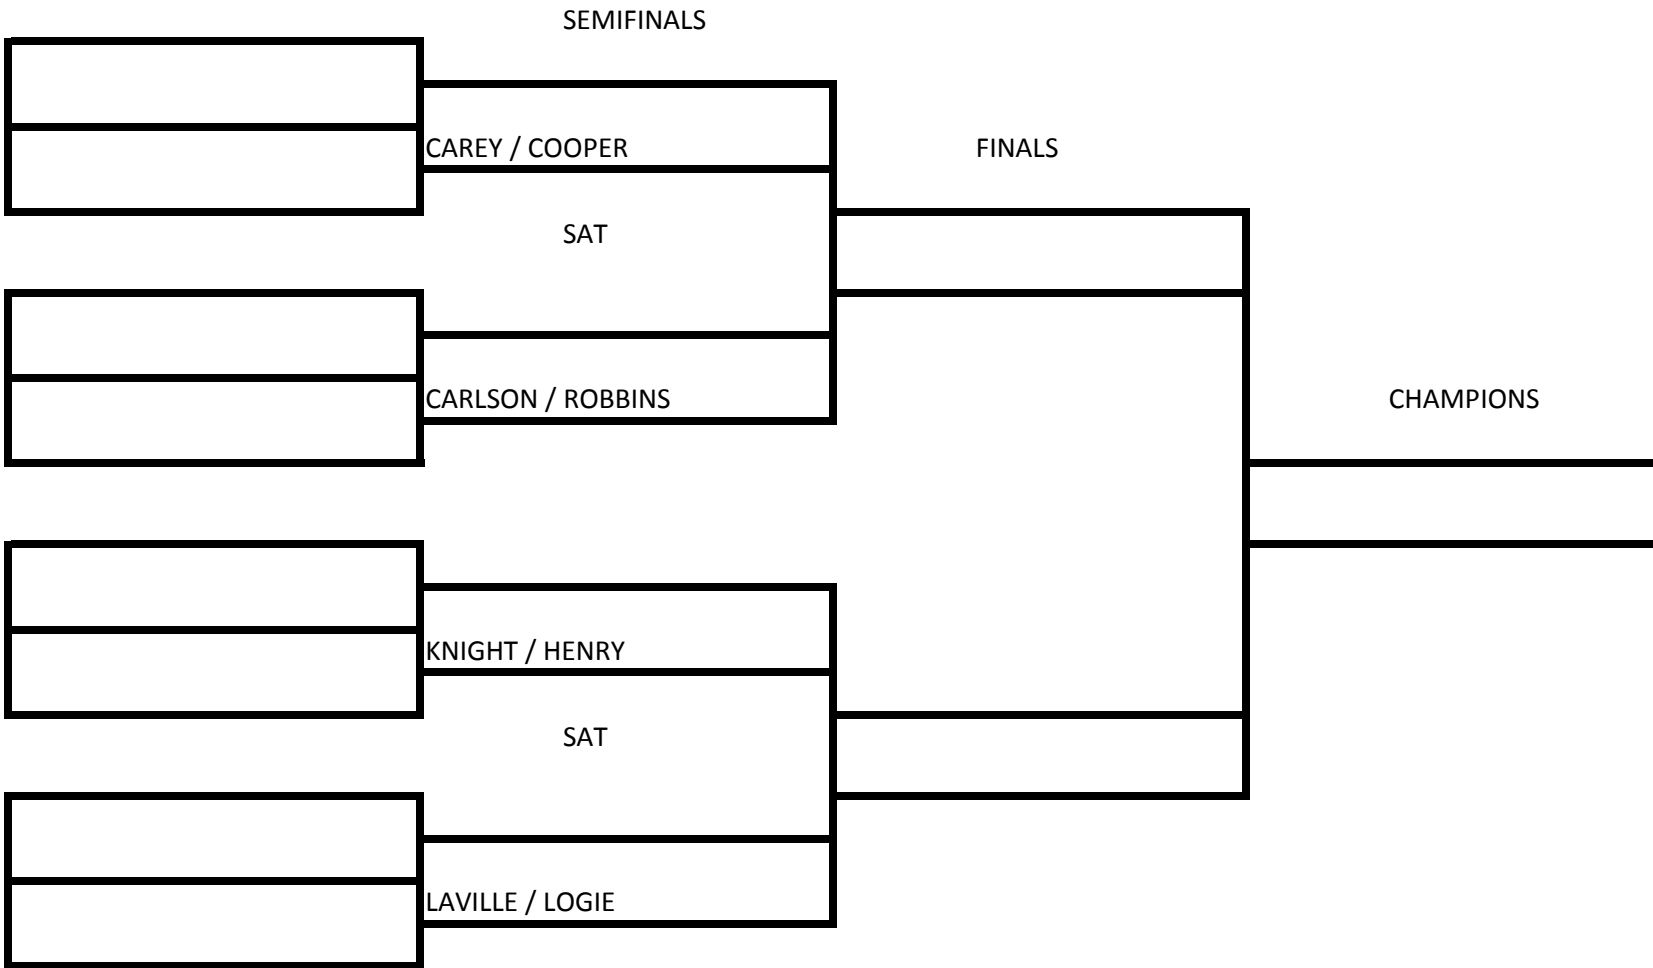 SEMIFINALS
CAREY / COOPER
FINALS
SAT
CARLSON / ROBBINS
CHAMPIONS
KNIGHT / HENRY
SAT
LAVILLE / LOGIE